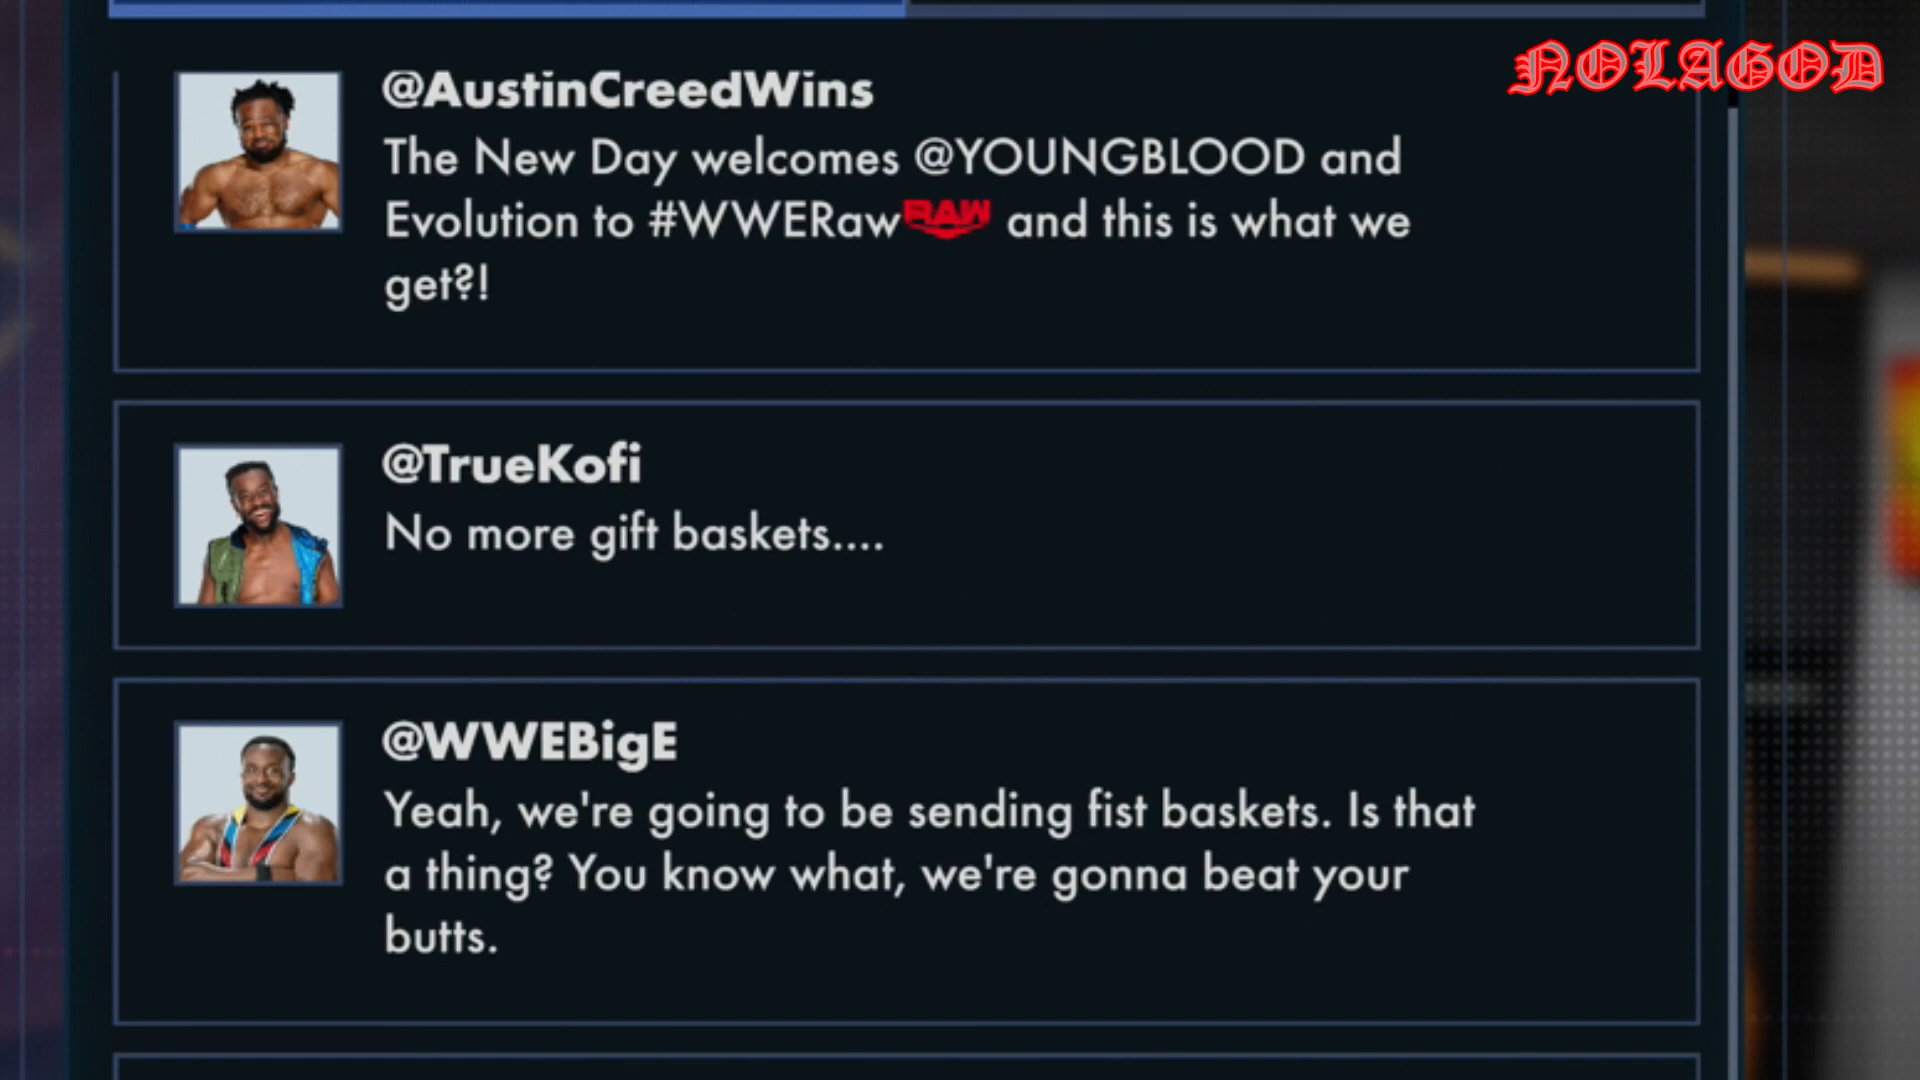 NOLAGOD
@AustinCreedWins
The New Day welcomes @YOUNGBLOOD and
Evolution to #WWERaw RAW and this is what we
get?!
@TrueKofi
No more gift baskets....
@WWEBigE
Yeah, we're going to be sending fist baskets. Is that
a thing? You know what, we're gonna beat your
butts.